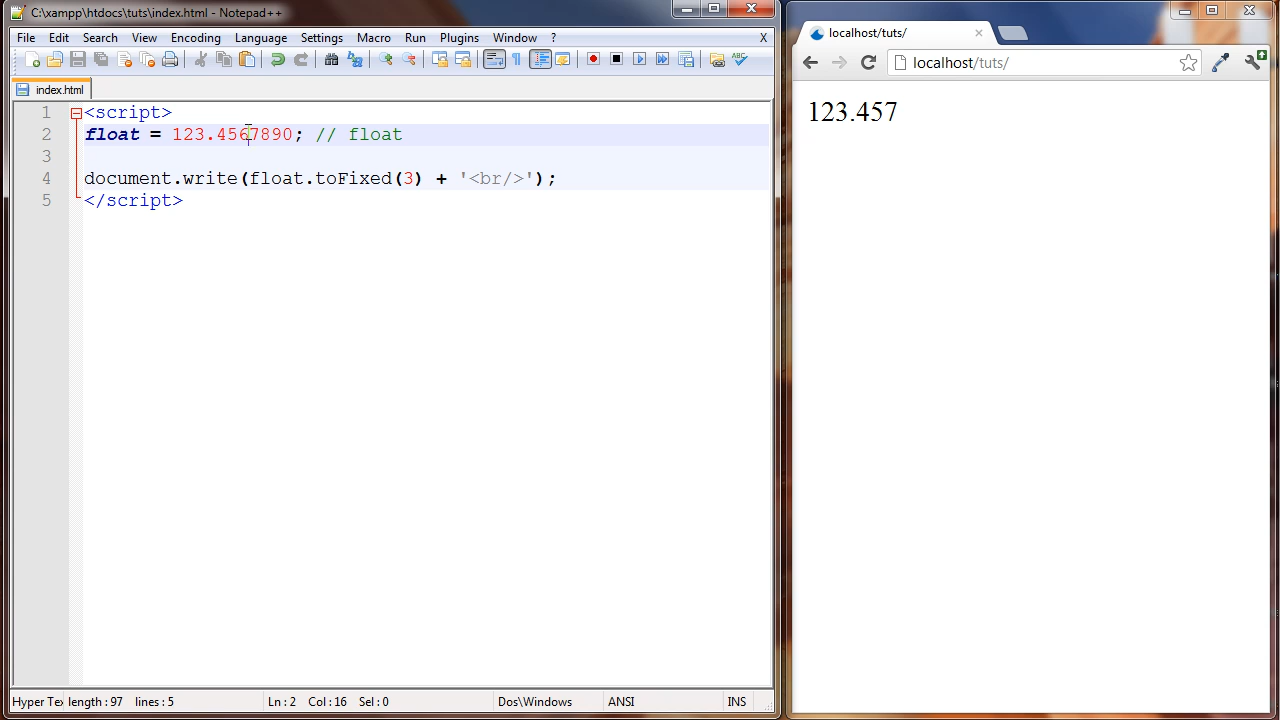 C:\xampp\htdocs\tuts\index.html - Notepad++
File Edit Search View Encoding Language Settings Macro Run Plugins Window ? X
index.html
1 <script>
2 float = 123.4567890; // float
3
4 document.write(float.toFixed(3) + '<br/>');
5 </script>
Hyper Tex length : 97 lines : 5 Ln : 2 Col : 16 Sel : 0 Dos\Windows ANSI INS
localhost/tuts/
localhost/tuts/
123.457